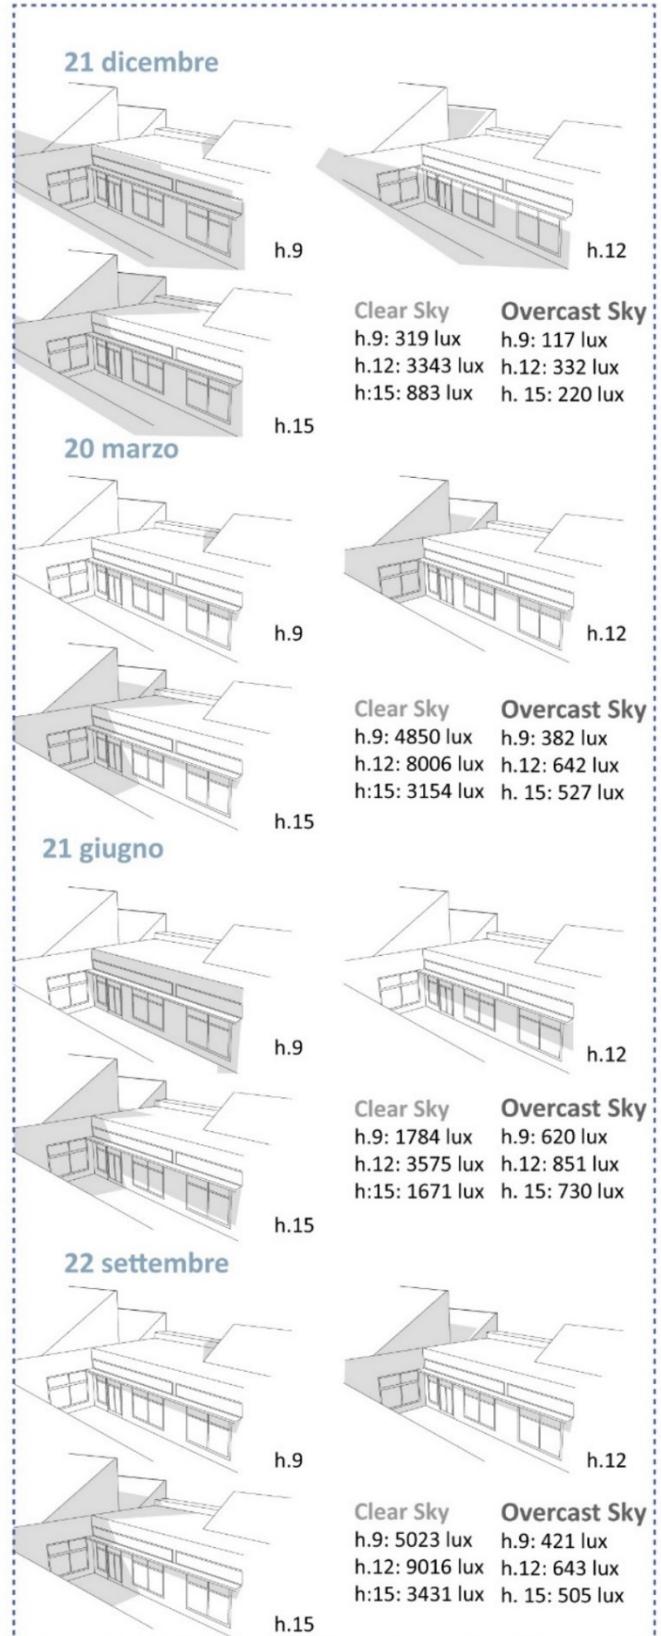 21 dicembre
h.9
h.12
h.15
Clear Sky
h.9: 319 lux
h.12: 3343 lux
h:15: 883 lux
Overcast Sky
h.9: 117 lux
h.12: 332 lux
h. 15: 220 lux
20 marzo
h.9
h.12
h.15
Clear Sky
h.9: 4850 lux
h.12: 8006 lux
h:15: 3154 lux
Overcast Sky
h.9: 382 lux
h.12: 642 lux
h. 15: 527 lux
21 giugno
h.9
h.12
h.15
Clear Sky
h.9: 1784 lux
h.12: 3575 lux
h:15: 1671 lux
Overcast Sky
h.9: 620 lux
h.12: 851 lux
h. 15: 730 lux
22 settembre
h.9
h.12
h.15
Clear Sky
h.9: 5023 lux
h.12: 9016 lux
h:15: 3431 lux
Overcast Sky
h.9: 421 lux
h.12: 643 lux
h. 15: 505 lux